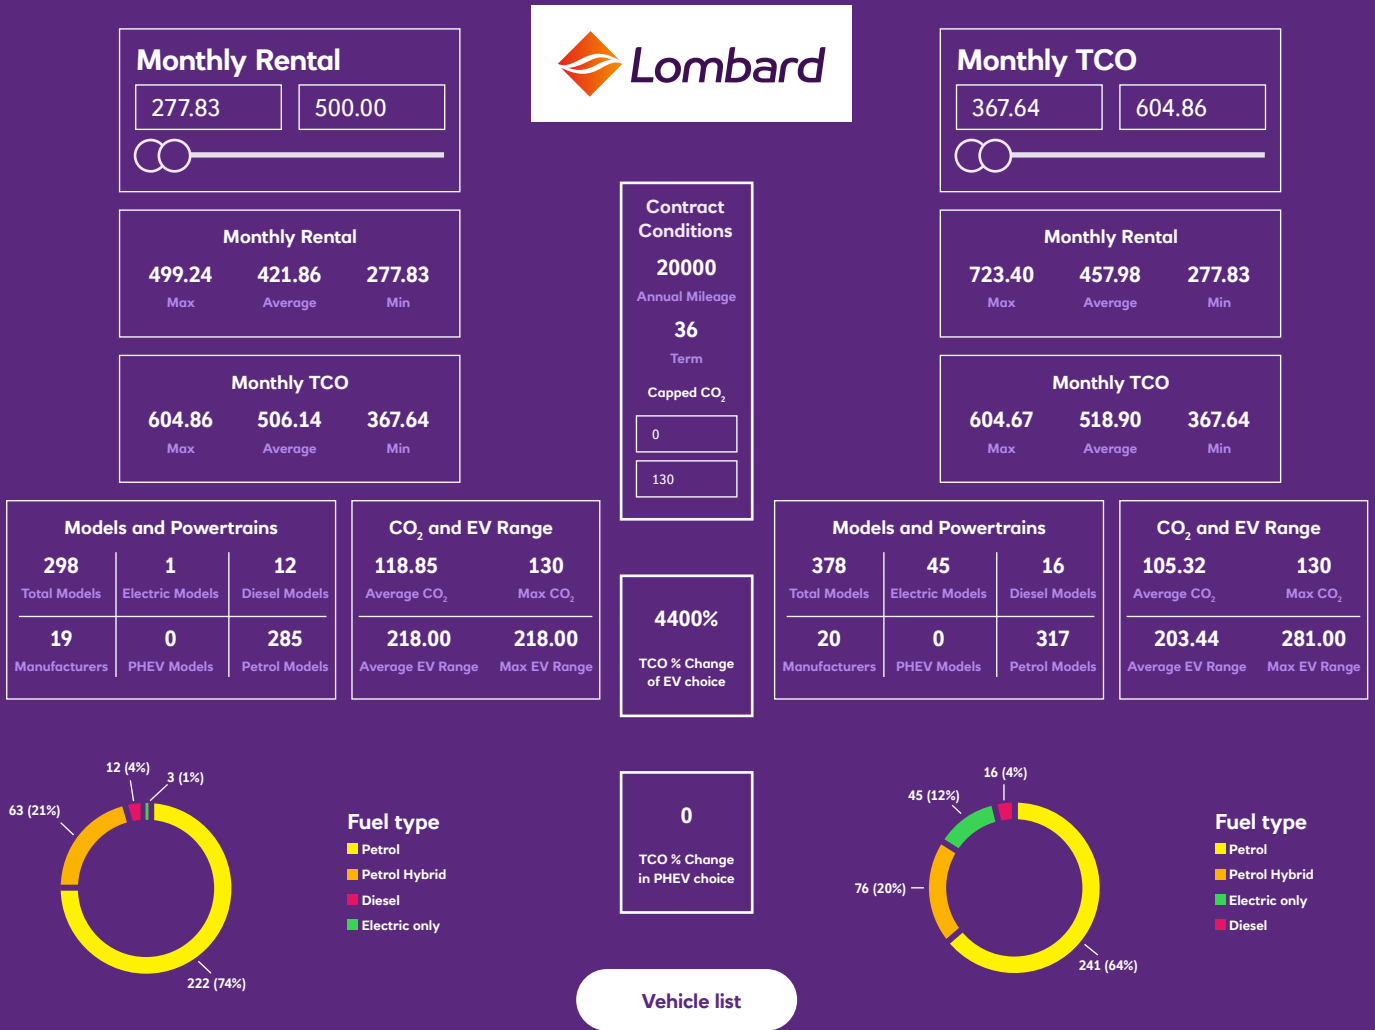 Lombard
Monthly Rental
277.83
500.00
Monthly Rental
499.24 421.86 277.83
Max Average Min
Monthly TCO
604.86 506.14 367.64
Max Average Min
Models and Powertrains
298 1 12
Total Models Electric Models Diesel Models
19 0 285
Manufacturers PHEV Models Petrol Models
CO₂ and EV Range
118.85 130
Average CO₂ Max CO₂
218.00 218.00
Average EV Range Max EV Range
12 (4%)
3 (1%)
63 (21%)
222 (74%)
Fuel type
Petrol
Petrol Hybrid
Diesel
Electric only
Contract
Conditions
20000
Annual Mileage
36
Term
Capped CO₂
0
130
4400%
TCO % Change
of EV choice
0
TCO % Change
in PHEV choice
Vehicle list
Monthly TCO
367.64
604.86
Monthly Rental
723.40 457.98 277.83
Max Average Min
Monthly TCO
604.67 518.90 367.64
Max Average Min
Models and Powertrains
378 45 16
Total Models Electric Models Diesel Models
20 0 317
Manufacturers PHEV Models Petrol Models
CO₂ and EV Range
105.32 130
Average CO₂ Max CO₂
203.44 281.00
Average EV Range Max EV Range
16 (4%)
45 (12%)
76 (20%)
241 (64%)
Fuel type
Petrol
Petrol Hybrid
Electric only
Diesel